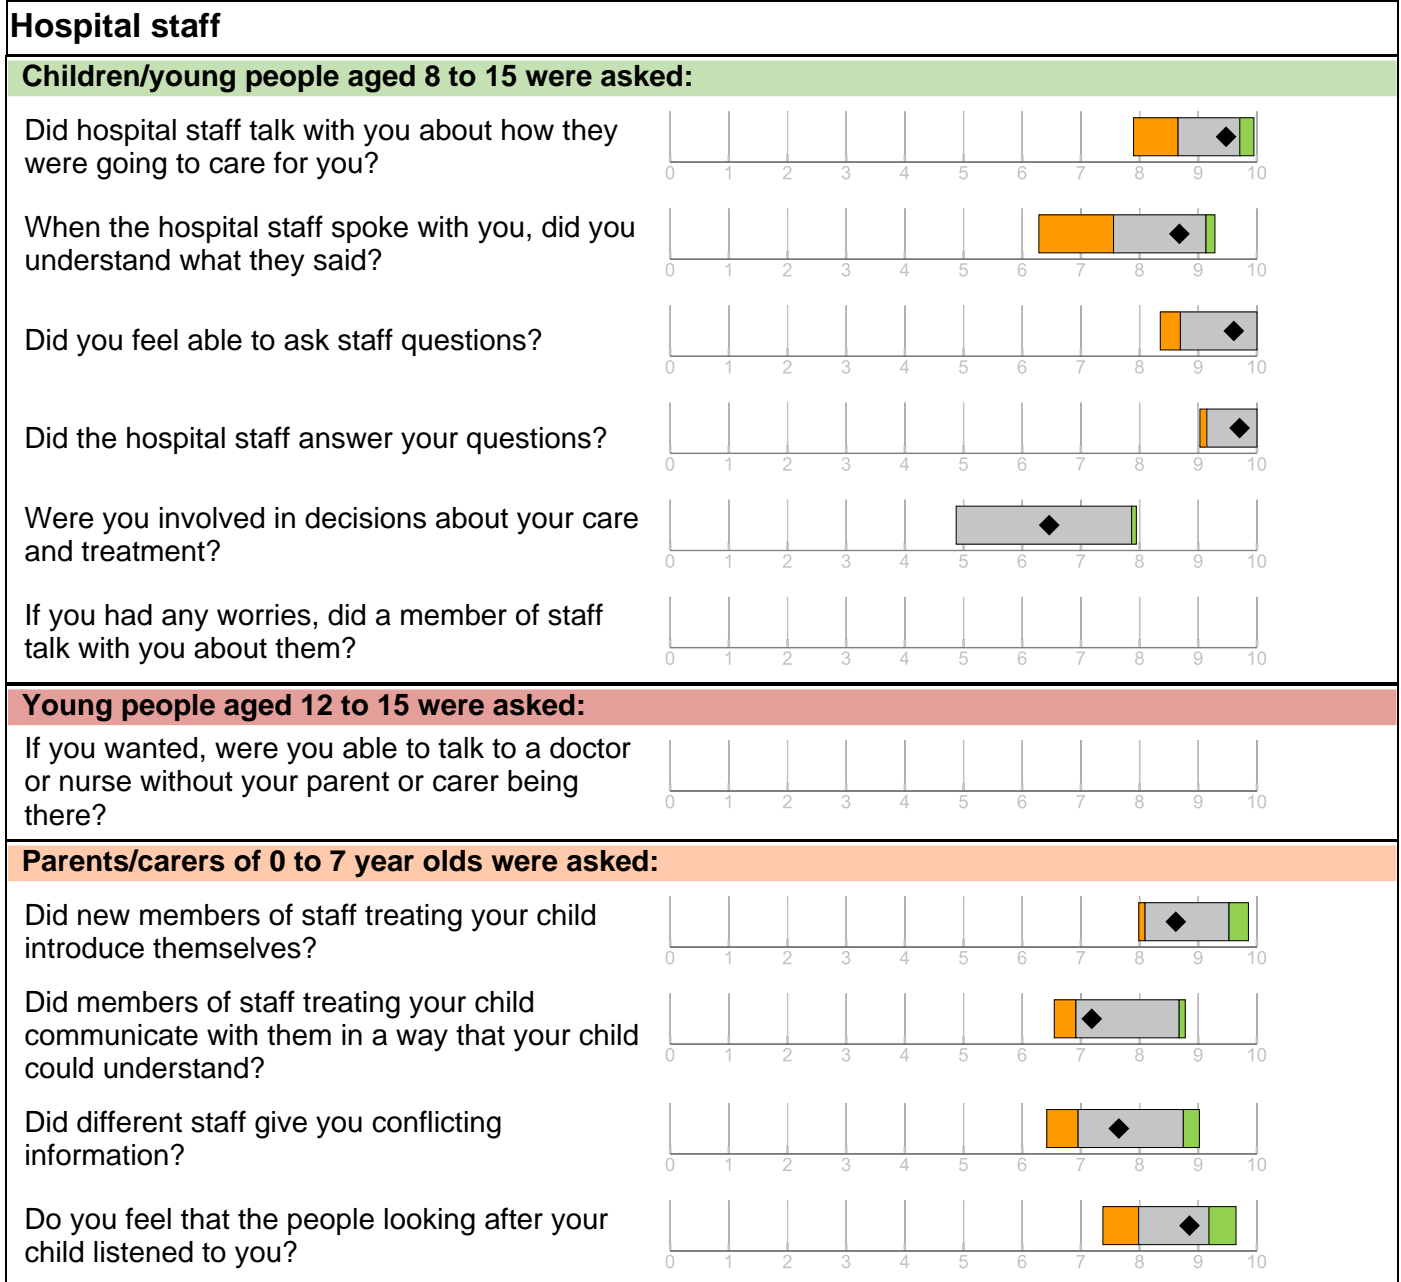 Hospital staff
Children/young people aged 8 to 15 were asked:
Did hospital staff talk with you about how they
were going to care for you?
0 1 2 3 4 5 6 7 8 9 10
When the hospital staff spoke with you, did you
understand what they said?
0 1 2 3 4 5 6 7 8 9 10
Did you feel able to ask staff questions?
0 1 2 3 4 5 6 7 8 9 10
Did the hospital staff answer your questions?
0 1 2 3 4 5 6 7 8 9 10
Were you involved in decisions about your care
and treatment?
0 1 2 3 4 5 6 7 8 9 10
If you had any worries, did a member of staff
talk with you about them?
0 1 2 3 4 5 6 7 8 9 10
Young people aged 12 to 15 were asked:
If you wanted, were you able to talk to a doctor
or nurse without your parent or carer being
there?
0 1 2 3 4 5 6 7 8 9 10
Parents/carers of 0 to 7 year olds were asked:
Did new members of staff treating your child
introduce themselves?
0 1 2 3 4 5 6 7 8 9 10
Did members of staff treating your child
communicate with them in a way that your child
could understand?
0 1 2 3 4 5 6 7 8 9 10
Did different staff give you conflicting
information?
0 1 2 3 4 5 6 7 8 9 10
Do you feel that the people looking after your
child listened to you?
0 1 2 3 4 5 6 7 8 9 10